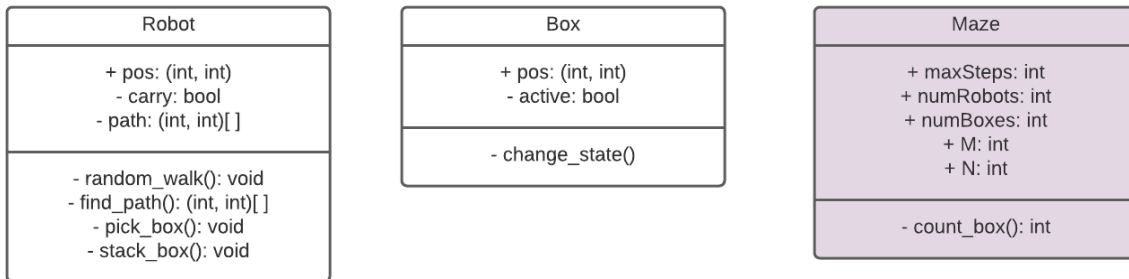 Robot
+ pos: (int, int)
- carry: bool
- path: (int, int)[ ]
- random_walk(): void
- find_path(): (int, int)[ ]
- pick_box(): void
- stack_box(): void
Box
+ pos: (int, int)
- active: bool
- change_state()
Maze
+ maxSteps: int
+ numRobots: int
+ numBoxes: int
+ M: int
+ N: int
- count_box(): int